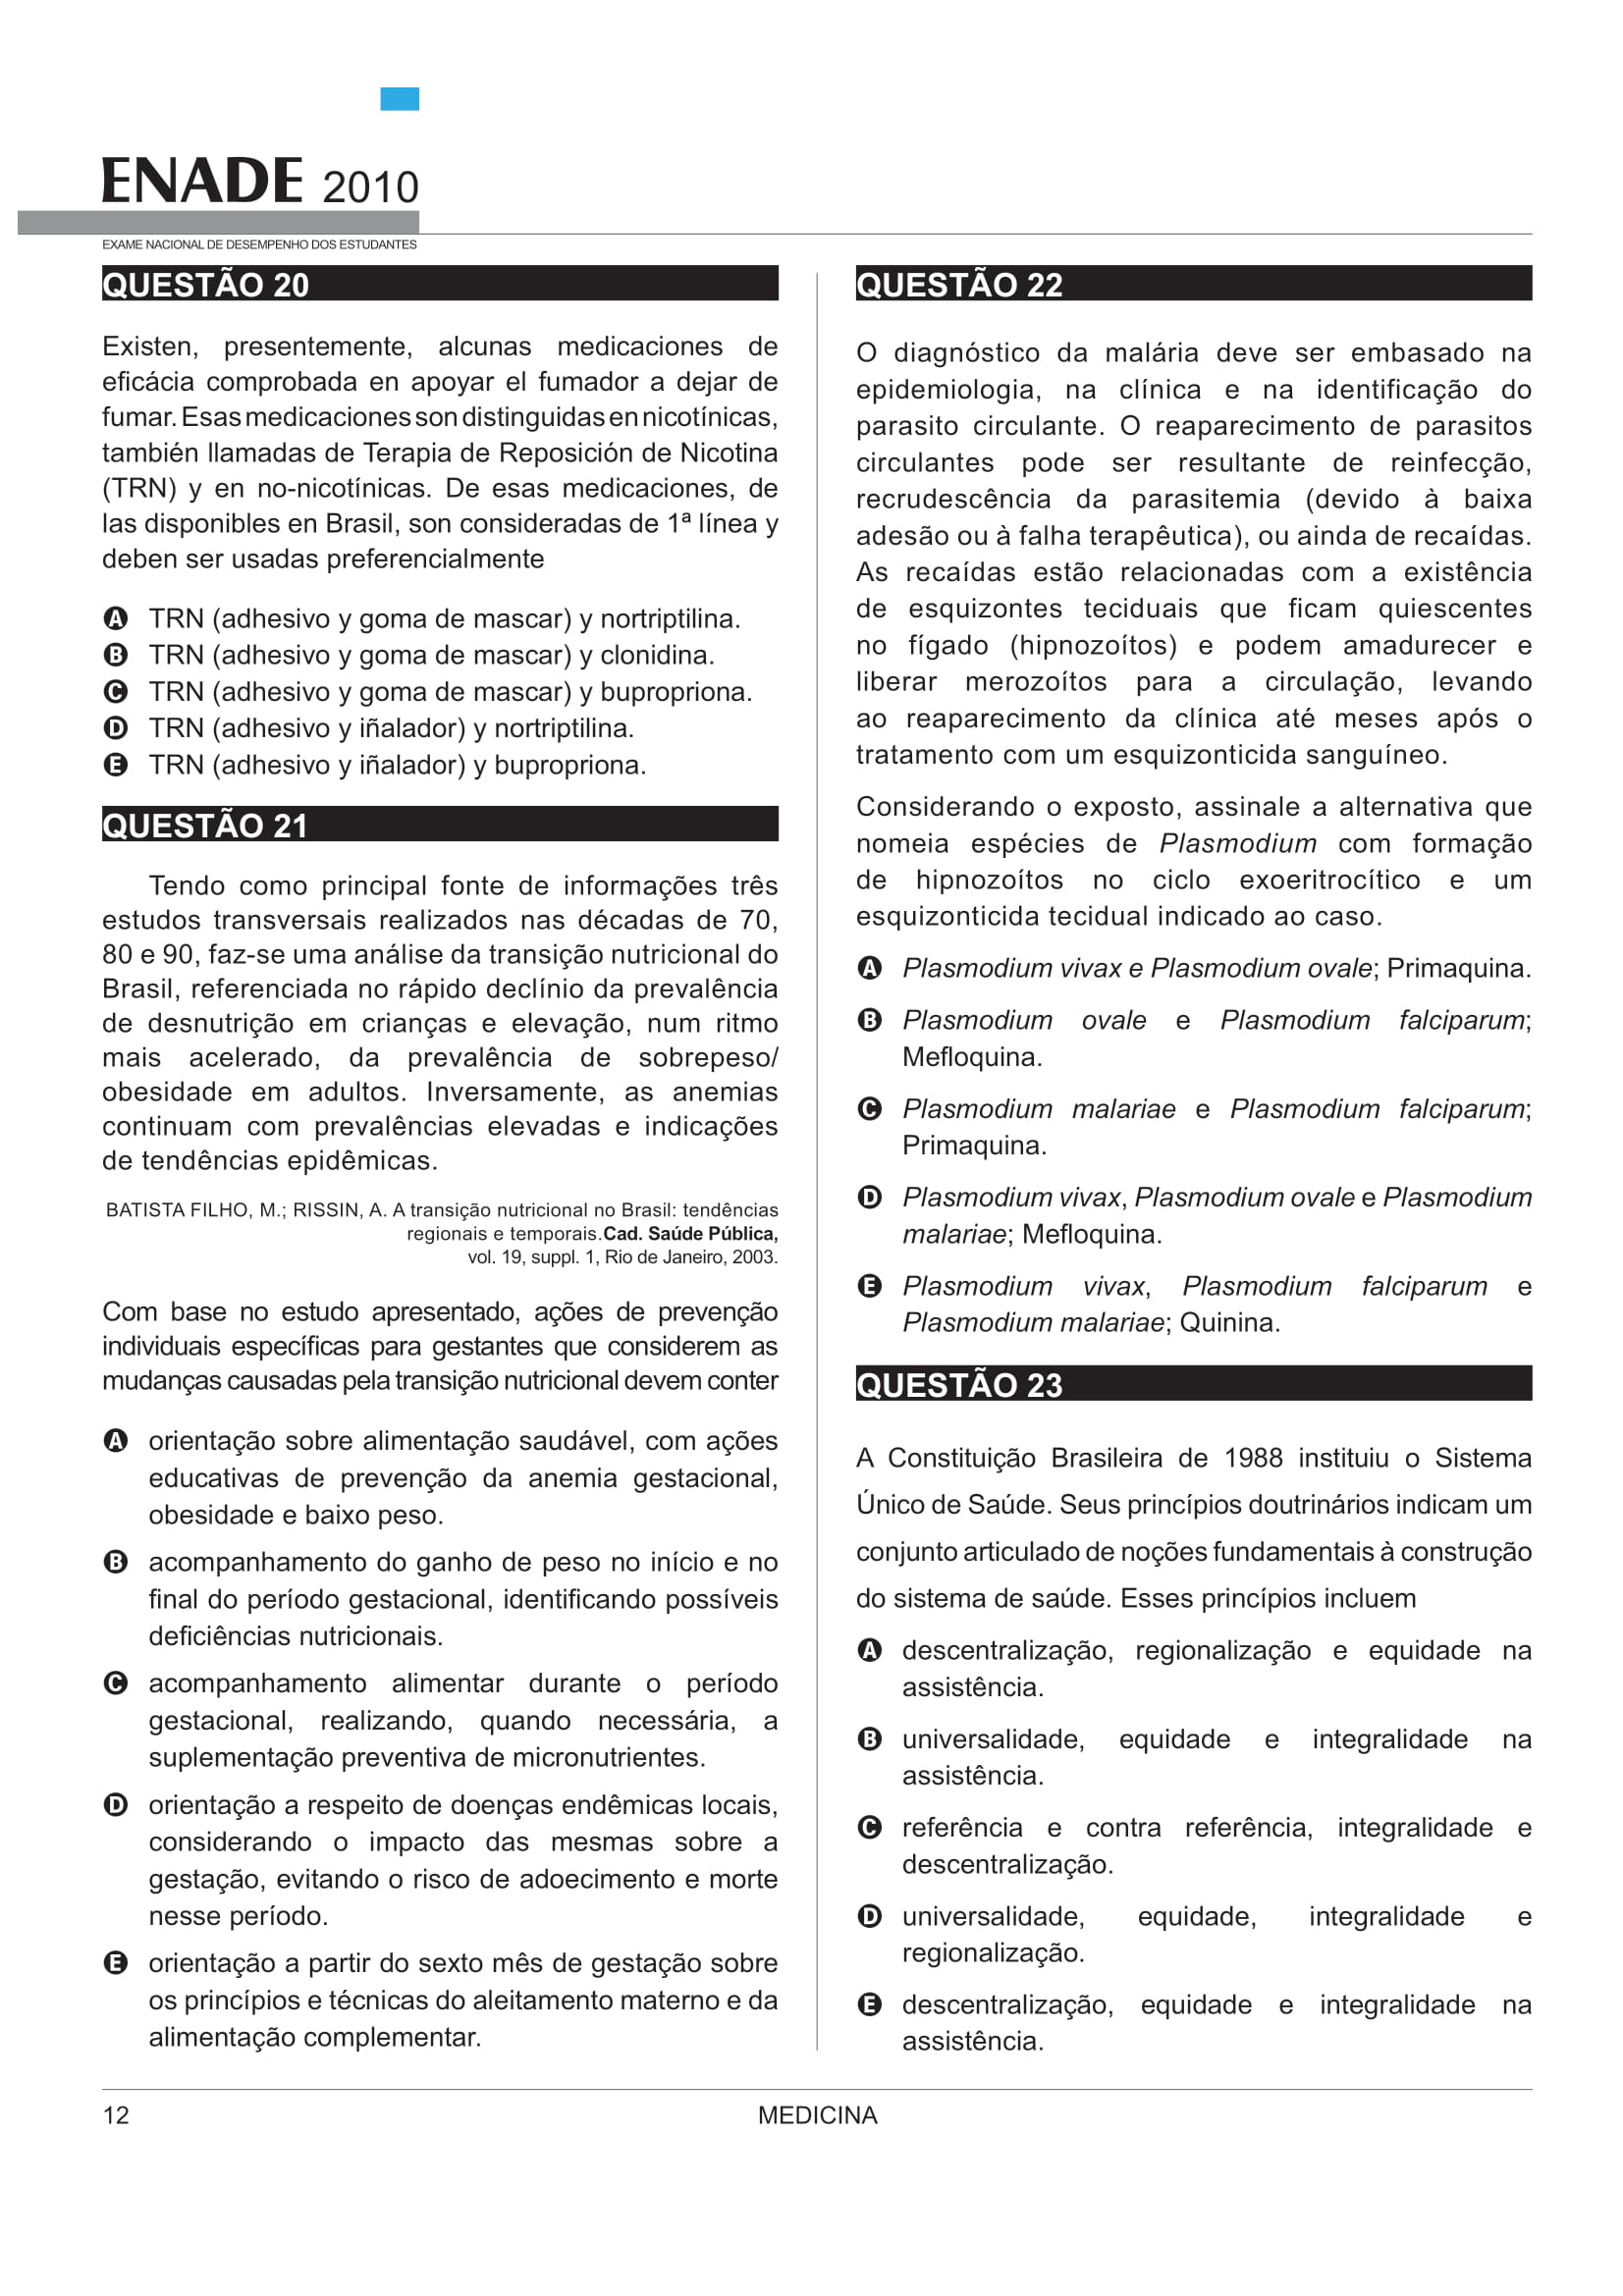 ENADE 2010
EXAME NACIONAL DE DESEMPENHO DOS ESTUDANTES
QUESTÃO 20
Existen, presentemente, alcunas medicaciones de
eficácia comprobada en apoyar el fumador a dejar de
fumar. Esas medicaciones son distinguidas en nicotínicas,
también llamadas de Terapia de Reposición de Nicotina
(TRN) y en no-nicotínicas. De esas medicaciones, de
las disponibles en Brasil, son consideradas de 1ª línea y
deben ser usadas preferencialmente
A TRN (adhesivo y goma de mascar) y nortriptilina.
B TRN (adhesivo y goma de mascar) y clonidina.
C TRN (adhesivo y goma de mascar) y bupropriona.
D TRN (adhesivo y iñalador) y nortriptilina.
E TRN (adhesivo y iñalador) y bupropriona.
QUESTÃO 21
Tendo como principal fonte de informações três
estudos transversais realizados nas décadas de 70,
80 e 90, faz-se uma análise da transição nutricional do
Brasil, referenciada no rápido declínio da prevalência
de desnutrição em crianças e elevação, num ritmo
mais acelerado, da prevalência de sobrepeso/
obesidade em adultos. Inversamente, as anemias
continuam com prevalências elevadas e indicações
de tendências epidêmicas.
BATISTA FILHO, M.; RISSIN, A. A transição nutricional no Brasil: tendências
regionais e temporais.Cad. Saúde Pública,
vol. 19, suppl. 1, Rio de Janeiro, 2003.
Com base no estudo apresentado, ações de prevenção
individuais específicas para gestantes que considerem as
mudanças causadas pela transição nutricional devem conter
A orientação sobre alimentação saudável, com ações
educativas de prevenção da anemia gestacional,
obesidade e baixo peso.
B acompanhamento do ganho de peso no início e no
final do período gestacional, identificando possíveis
deficiências nutricionais.
C acompanhamento alimentar durante o período
gestacional, realizando, quando necessária, a
suplementação preventiva de micronutrientes.
D orientação a respeito de doenças endêmicas locais,
considerando o impacto das mesmas sobre a
gestação, evitando o risco de adoecimento e morte
nesse período.
E orientação a partir do sexto mês de gestação sobre
os princípios e técnicas do aleitamento materno e da
alimentação complementar.
QUESTÃO 22
O diagnóstico da malária deve ser embasado na
epidemiologia, na clínica e na identificação do
parasito circulante. O reaparecimento de parasitos
circulantes pode ser resultante de reinfecção,
recrudescência da parasitemia (devido à baixa
adesão ou à falha terapêutica), ou ainda de recaídas.
As recaídas estão relacionadas com a existência
de esquizontes teciduais que ficam quiescentes
no fígado (hipnozoítos) e podem amadurecer e
liberar merozoítos para a circulação, levando
ao reaparecimento da clínica até meses após o
tratamento com um esquizonticida sanguíneo.
Considerando o exposto, assinale a alternativa que
nomeia espécies de Plasmodium com formação
de hipnozoítos no ciclo exoeritrocítico e um
esquizonticida tecidual indicado ao caso.
A Plasmodium vivax e Plasmodium ovale; Primaquina.
B Plasmodium ovale e Plasmodium falciparum;
Mefloquina.
C Plasmodium malariae e Plasmodium falciparum;
Primaquina.
D Plasmodium vivax, Plasmodium ovale e Plasmodium
malariae; Mefloquina.
E Plasmodium vivax, Plasmodium falciparum e
Plasmodium malariae; Quinina.
QUESTÃO 23
A Constituição Brasileira de 1988 instituiu o Sistema
Único de Saúde. Seus princípios doutrinários indicam um
conjunto articulado de noções fundamentais à construção
do sistema de saúde. Esses princípios incluem
A descentralização, regionalização e equidade na
assistência.
B universalidade, equidade e integralidade na
assistência.
C referência e contra referência, integralidade e
descentralização.
D universalidade, equidade, integralidade e
regionalização.
E descentralização, equidade e integralidade na
assistência.
12
MEDICINA